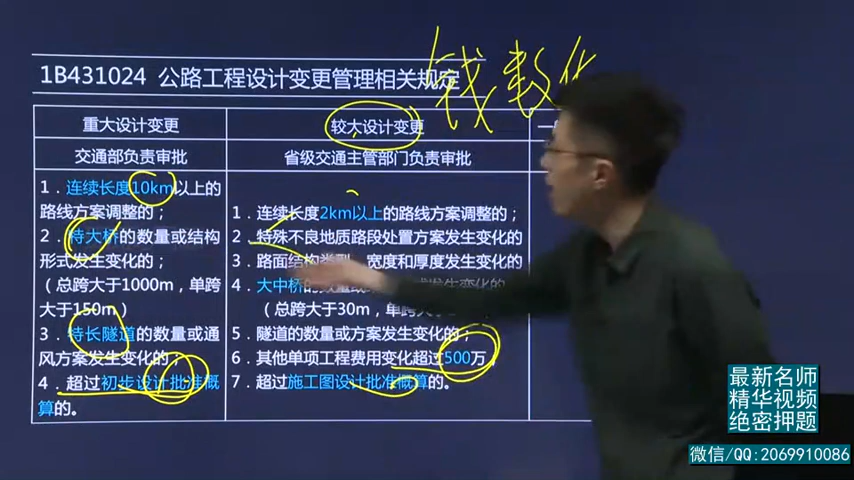 1B431024 公路工程设计变更管理相关规定
钱 数 价
重大设计变更
较大设计变更
一
交通部负责审批
省级交通主管部门负责审批
1．连续长度10km以上的
路线方案调整的；
2．特大桥的数量或结构
形式发生变化的；
（总跨大于1000m，单跨
大于150m）
3．特长隧道的数量或通
风方案发生变化的；
4．超过初步设计批准概
算的。
1．连续长度2km以上的路线方案调整的；
2．特殊不良地质路段处置方案发生变化的
3．路面结构类型、宽度和厚度发生变化的
4．大中桥的数量或 发生变化的
（总跨大于30m，单跨大
5．隧道的数量或方案发生变化的；
6．其他单项工程费用变化超过500万；
7．超过施工图设计批准概算的。
最新名师
精华视频
绝密押题
微信/QQ:2069910086